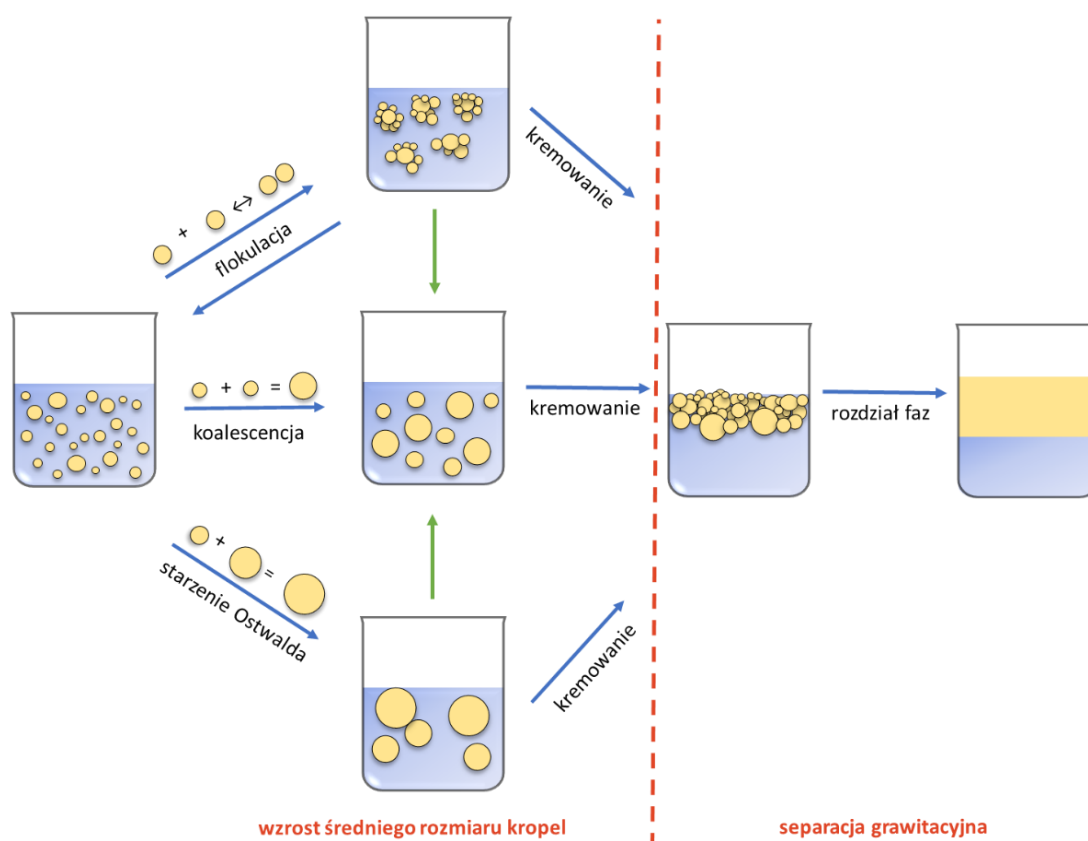 kremowanie
+ ↔
flokulacja
+ =
koalescencja
kremowanie
rozdział faz
+ =
starzenie Ostwalda
kremowanie
wzrost średniego rozmiaru kropel
separacja grawitacyjna